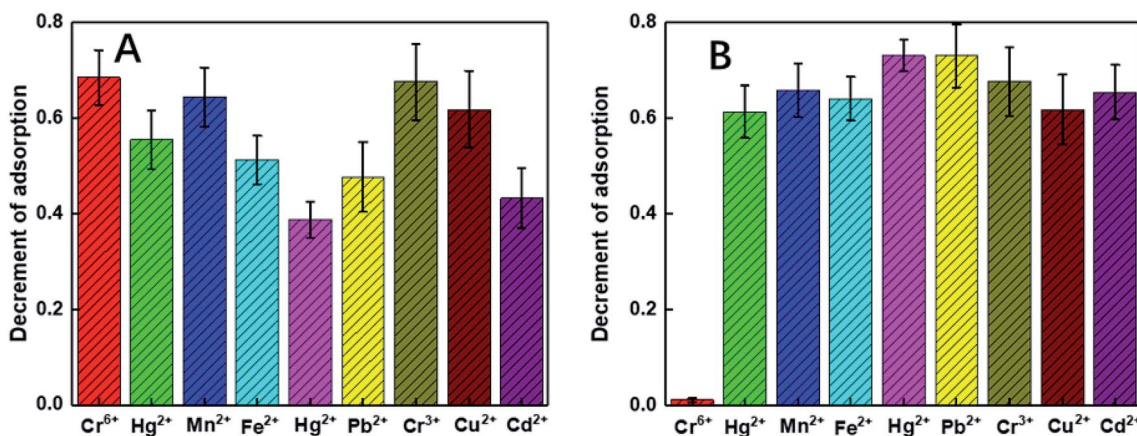 A
Decrement of adsorption
0.8
0.6
0.4
0.2
0.0
Cr⁶⁺ Hg²⁺ Mn²⁺ Fe²⁺ Hg²⁺ Pb²⁺ Cr³⁺ Cu²⁺ Cd²⁺
B
Decrement of adsorption
0.8
0.6
0.4
0.2
0.0
Cr⁶⁺ Hg²⁺ Mn²⁺ Fe²⁺ Hg²⁺ Pb²⁺ Cr³⁺ Cu²⁺ Cd²⁺